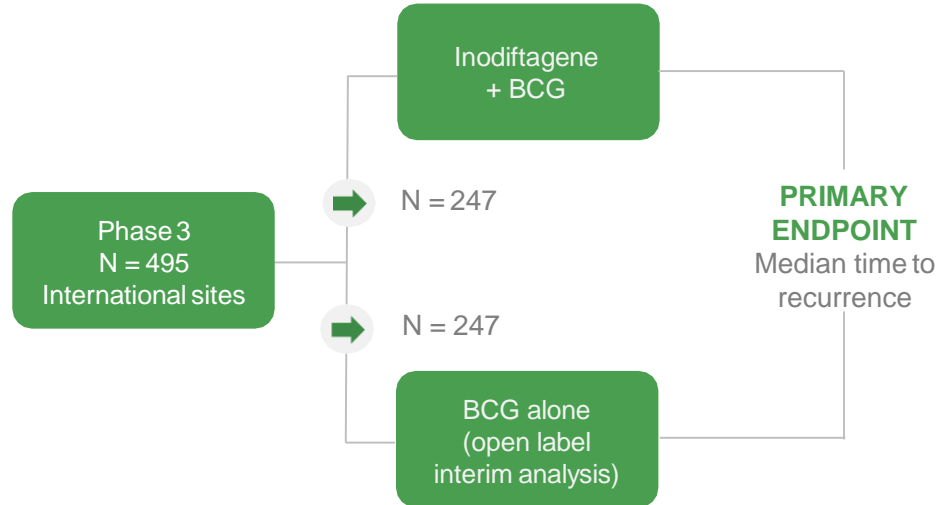 Inodiftagene
+ BCG
N = 247
Phase 3
N = 495
International sites
PRIMARY
ENDPOINT
Median time to
recurrence
N = 247
BCG alone
(open label
interim analysis)